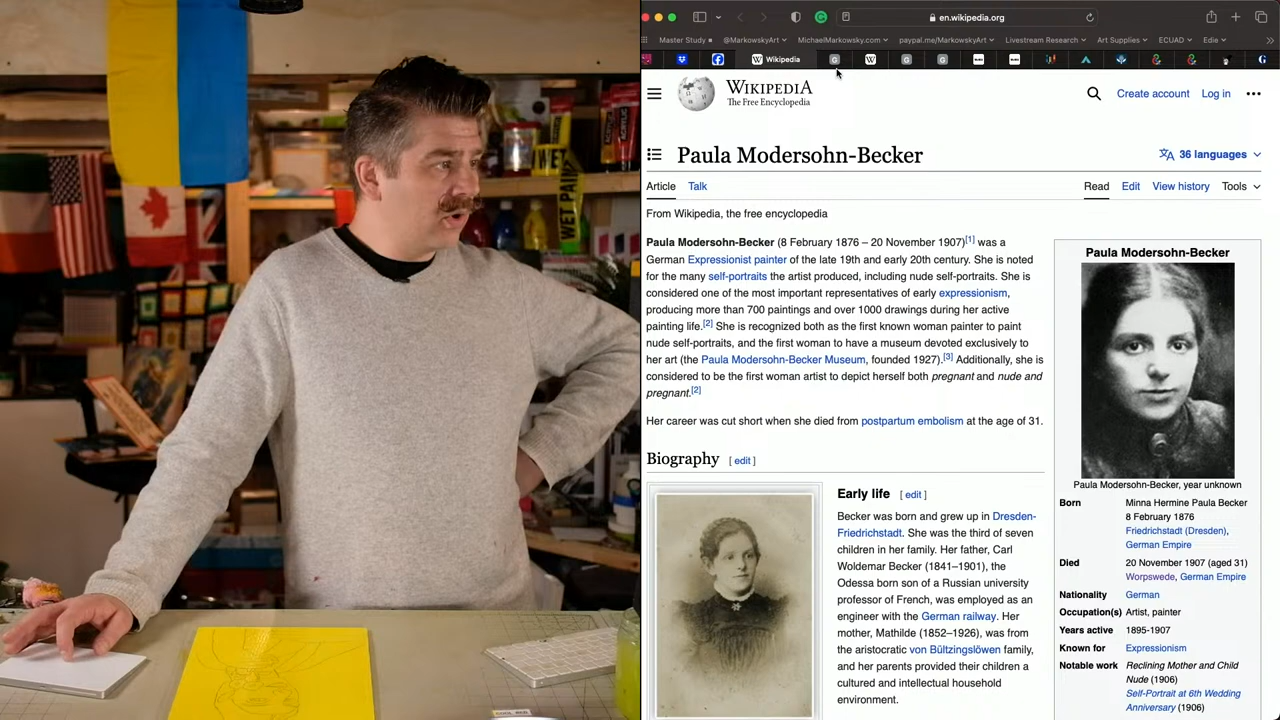 WET
ACRYLIC
ACRYLIC
WET PAINT
en.wikipedia.org
Master Study
@MarkowskyArt
MichaelMarkowsky.com
paypal.me/MarkowskyArt
Livestream Research
Art Supplies
ECUAD
Edie
Wikipedia
WIKIPEDIA
The Free Encyclopedia
Create account
Log in
Paula Modersohn-Becker
36 languages
Article
Talk
Read
Edit
View history
Tools
From Wikipedia, the free encyclopedia
Paula Modersohn-Becker (8 February 1876 – 20 November 1907)[1] was a
German Expressionist painter of the late 19th and early 20th century. She is noted
for the many self-portraits the artist produced, including nude self-portraits. She is
considered one of the most important representatives of early expressionism,
producing more than 700 paintings and over 1000 drawings during her active
painting life.[2] She is recognized both as the first known woman painter to paint
nude self-portraits, and the first woman to have a museum devoted exclusively to
her art (the Paula Modersohn-Becker Museum, founded 1927).[3] Additionally, she is
considered to be the first woman artist to depict herself both pregnant and nude and
pregnant.[2]
Her career was cut short when she died from postpartum embolism at the age of 31.
Biography [ edit ]
Early life [ edit ]
Becker was born and grew up in Dresden-
Friedrichstadt. She was the third of seven
children in her family. Her father, Carl
Woldemar Becker (1841–1901), the
Odessa born son of a Russian university
professor of French, was employed as an
engineer with the German railway. Her
mother, Mathilde (1852–1926), was from
the aristocratic von Bültzingslöwen family,
and her parents provided their children a
cultured and intellectual household
environment.
Paula Modersohn-Becker
Paula Modersohn-Becker, year unknown
Born Minna Hermine Paula Becker
8 February 1876
Friedrichstadt (Dresden),
German Empire
Died 20 November 1907 (aged 31)
Worpswede, German Empire
Nationality German
Occupation(s) Artist, painter
Years active 1895-1907
Known for Expressionism
Notable work Reclining Mother and Child
Nude (1906)
Self-Portrait at 6th Wedding
Anniversary (1906)